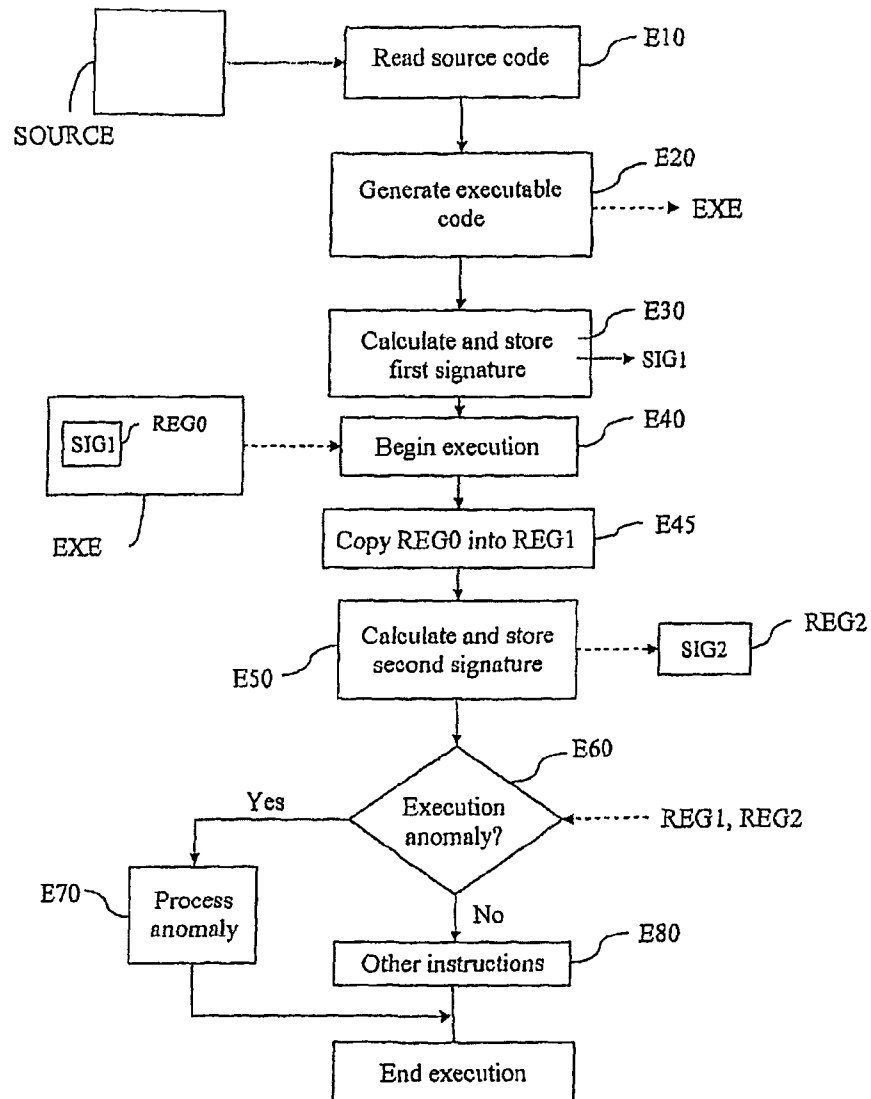 E10
Read source code
SOURCE
E20
Generate executable
code
EXE
E30
Calculate and store
first signature
SIG1
REG0
SIG1
E40
Begin execution
EXE
E45
Copy REG0 into REG1
Calculate and store
second signature
REG2
SIG2
E50
E60
Yes
Execution
anomaly?
REG1, REG2
E70
Process
anomaly
No
E80
Other instructions
End execution